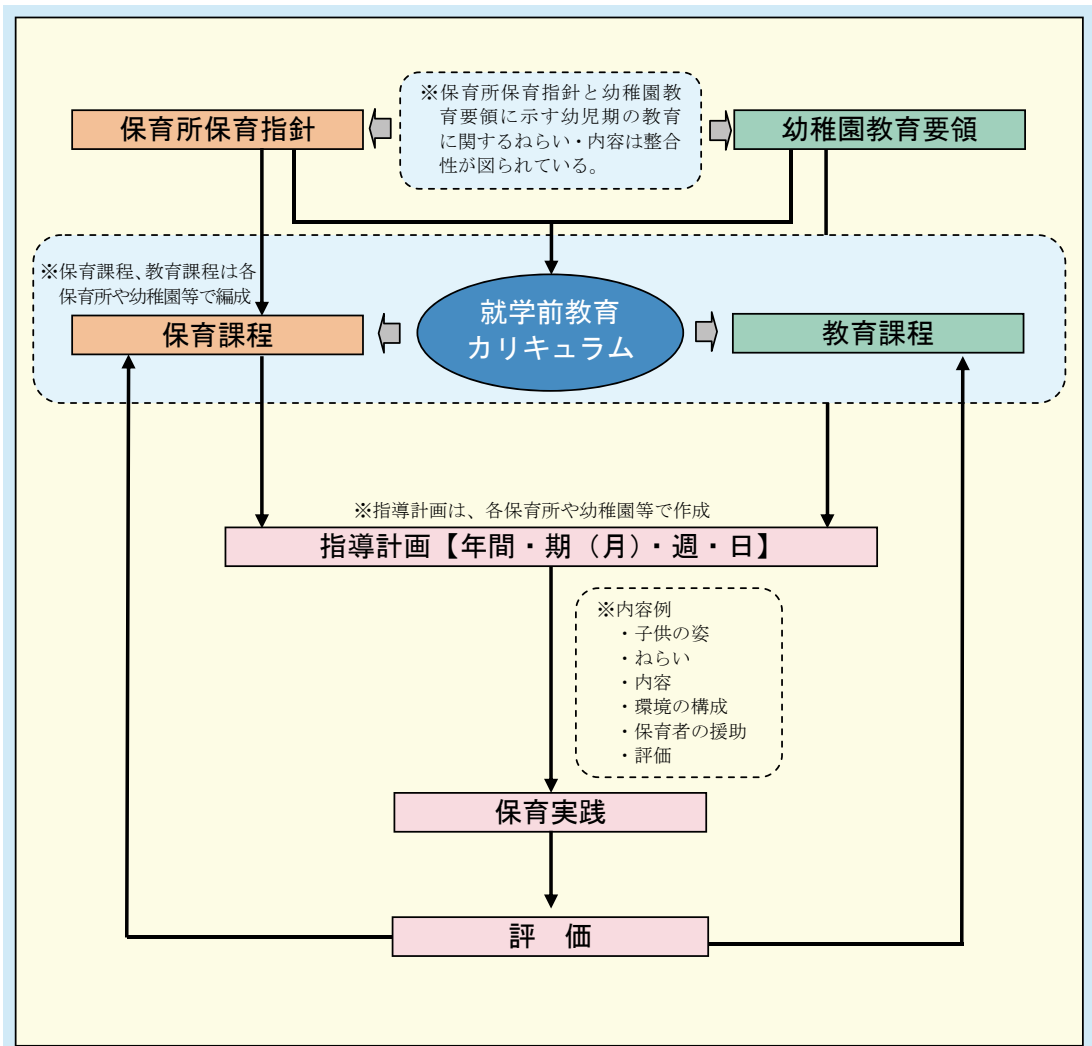 ※保育所保育指針と幼稚園教
育要領に示す幼児期の教育
に関するねらい・内容は整合
性が図られている。
保育所保育指針
幼稚園教育要領
※保育課程、教育課程は各
保育所や幼稚園等で編成
就学前教育
カリキュラム
保育課程
教育課程
※指導計画は、各保育所や幼稚園等で作成
指導計画【年間・期（月）・週・日】
※内容例
・子供の姿
・ねらい
・内容
・環境の構成
・保育者の援助
・評価
保育実践
評　価